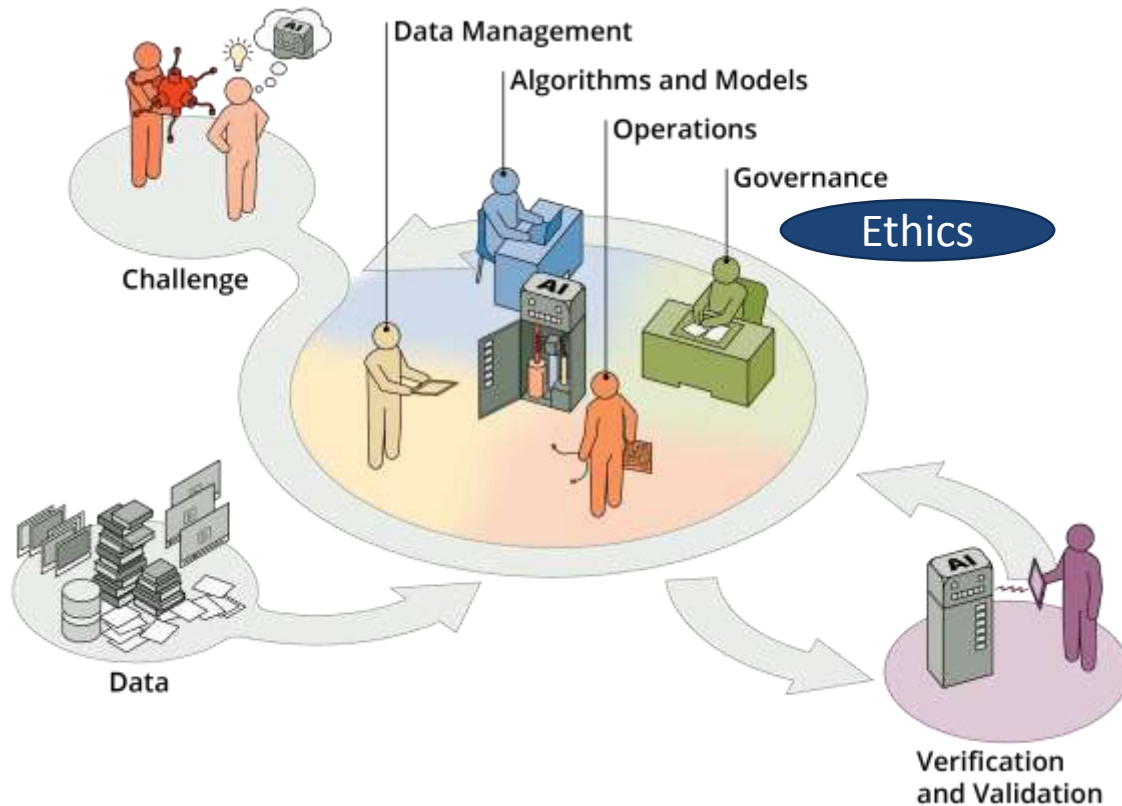 AI
Data Management
Algorithms and Models
Operations
Governance
Ethics
Challenge
AI
Data
AI
Verification
and Validation